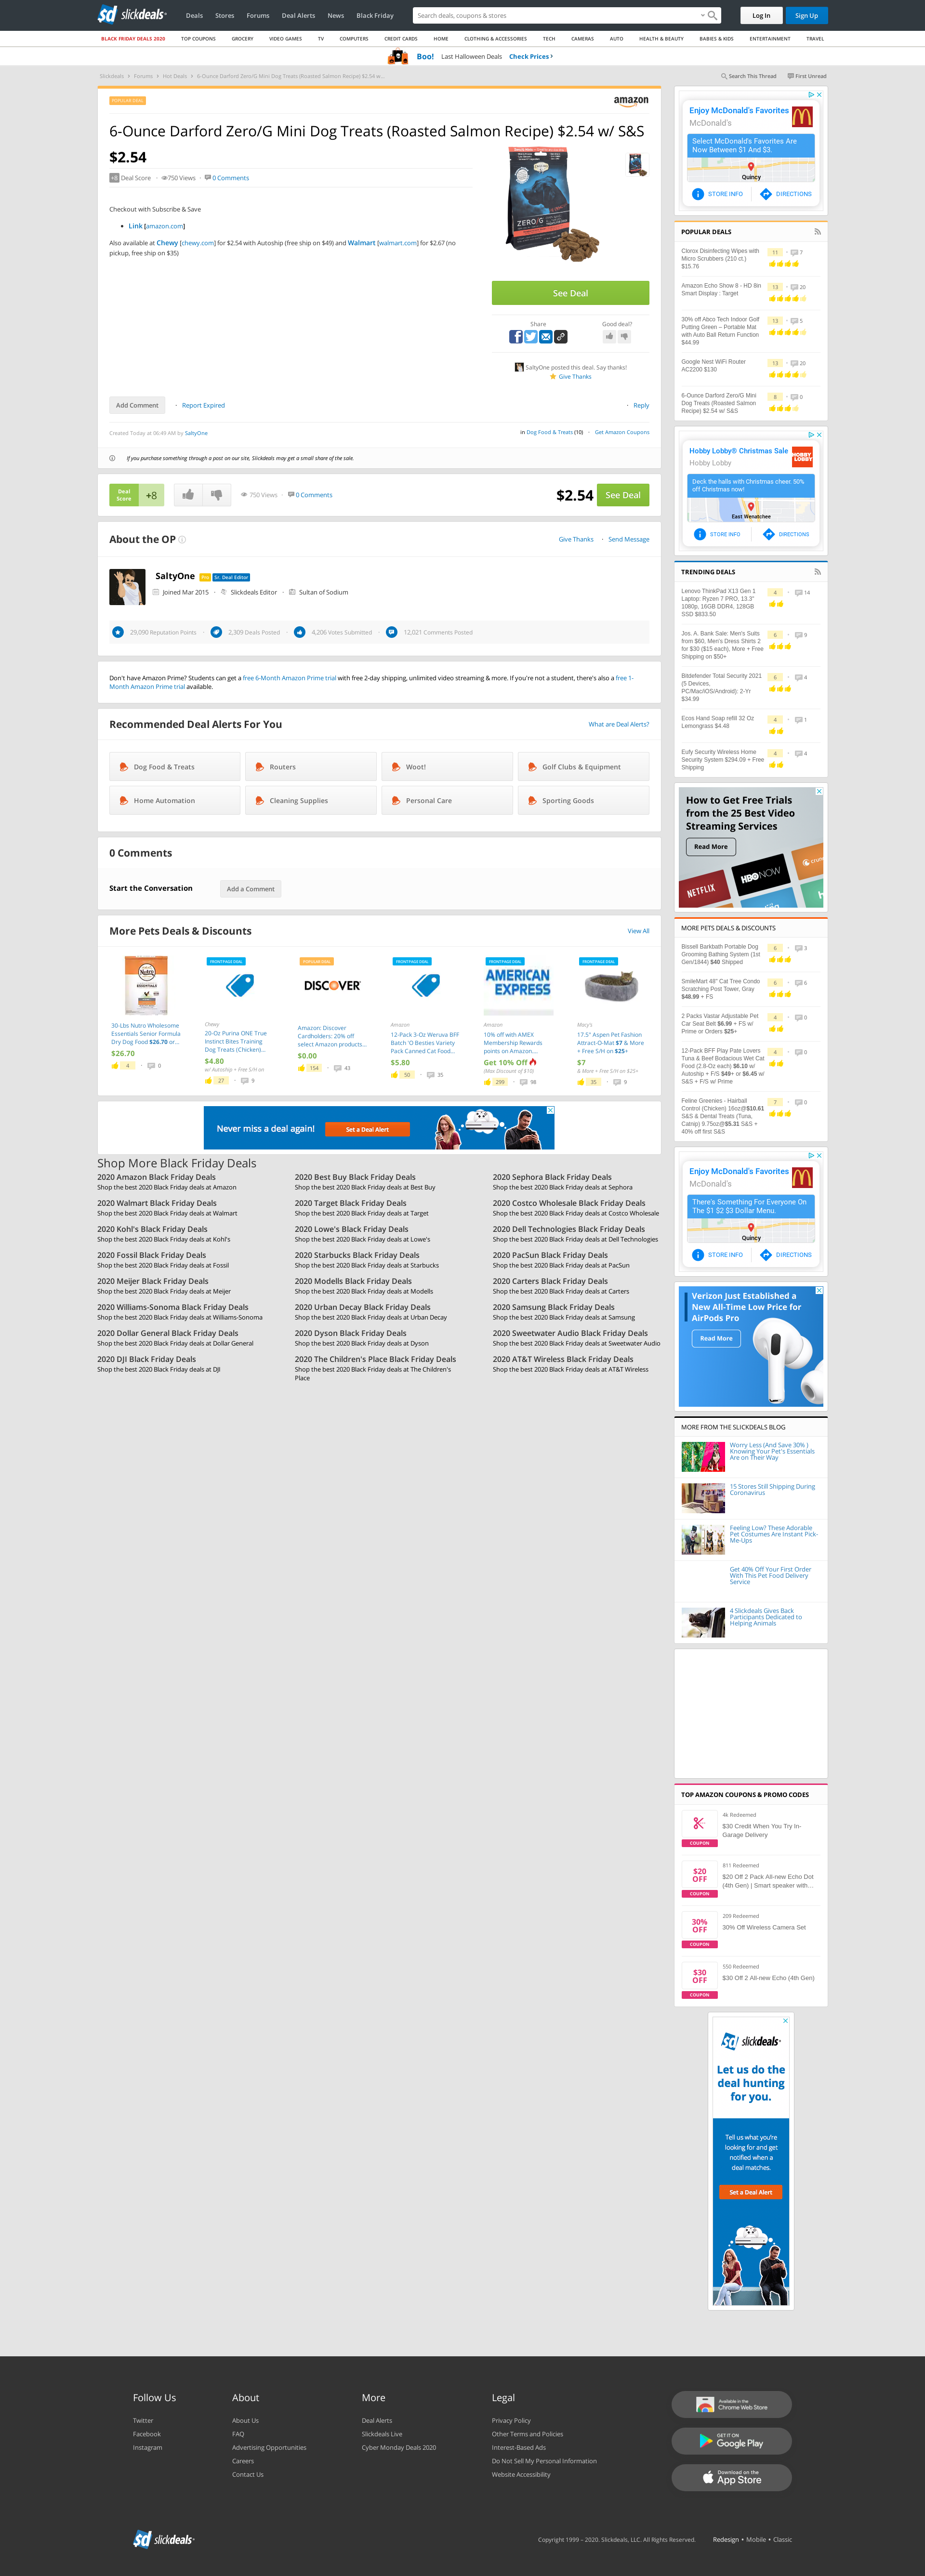 slickdeals
Deals Stores Forums Deal Alerts News Black Friday
Search deals, coupons & stores
Log In Sign Up
BLACK FRIDAY DEALS 2020 TOP COUPONS GROCERY VIDEO GAMES TV COMPUTERS CREDIT CARDS HOME CLOTHING & ACCESSORIES TECH CAMERAS AUTO HEALTH & BEAUTY BABIES & KIDS ENTERTAINMENT TRAVEL
Boo! Last Halloween Deals Check Prices ›
Slickdeals › Forums › Hot Deals › 6-Ounce Darford Zero/G Mini Dog Treats (Roasted Salmon Recipe) $2.54 w...
Search This Thread First Unread
POPULAR DEAL
amazon.com
6-Ounce Darford Zero/G Mini Dog Treats (Roasted Salmon Recipe) $2.54 w/ S&S
$2.54
+8 Deal Score 750 Views 0 Comments
Checkout with Subscribe & Save
• Link [amazon.com]
Also available at Chewy [chewy.com] for $2.54 with Autoship (free ship on $49) and Walmart [walmart.com] for $2.67 (no
pickup, free ship on $35)
ZERO/G
See Deal
Share Good deal?
SaltyOne posted this deal. Say thanks!
Give Thanks
Add Comment Report Expired Reply
Created Today at 06:49 AM by SaltyOne
in Dog Food & Treats (10) Get Amazon Coupons
If you purchase something through a post on our site, Slickdeals may get a small share of the sale.
Deal
Score
+8
750 Views 0 Comments
$2.54 See Deal
About the OP
Give Thanks Send Message
SaltyOne Pro Sr. Deal Editor
Joined Mar 2015 Slickdeals Editor Sultan of Sodium
29,090 Reputation Points 2,309 Deals Posted 4,206 Votes Submitted 12,021 Comments Posted
Don't have Amazon Prime? Students can get a free 6-Month Amazon Prime trial with free 2-day shipping, unlimited video streaming & more. If you're not a student, there's also a free 1-
Month Amazon Prime trial available.
Recommended Deal Alerts For You
What are Deal Alerts?
Dog Food & Treats Routers Woot! Golf Clubs & Equipment
Home Automation Cleaning Supplies Personal Care Sporting Goods
0 Comments
Start the Conversation Add a Comment
More Pets Deals & Discounts
View All
Nutro
ESSENTIALS
30-Lbs Nutro Wholesome
Essentials Senior Formula
Dry Dog Food $26.70 or...
$26.70
4 0
FRONTPAGE DEAL
Chewy
20-Oz Purina ONE True
Instinct Bites Training
Dog Treats (Chicken)...
$4.80
w/ Autoship + Free S/H on
27 9
POPULAR DEAL
DISCOVER
Amazon: Discover
Cardholders: 20% off
select Amazon products...
$0.00
154 43
FRONTPAGE DEAL
Amazon
12-Pack 3-Oz Weruva BFF
Batch 'O Besties Variety
Pack Canned Cat Food...
$5.80
50 35
FRONTPAGE DEAL
AMERICAN
EXPRESS
Amazon
10% off with AMEX
Membership Rewards
points on Amazon....
Get 10% Off
(Max Discount of $10)
299 98
FRONTPAGE DEAL
Macy's
17.5" Aspen Pet Fashion
Attract-O-Mat $7 & More
+ Free S/H on $25+
$7
& More + Free S/H on $25+
35 9
Never miss a deal again! Set a Deal Alert
Shop More Black Friday Deals
2020 Amazon Black Friday Deals
Shop the best 2020 Black Friday deals at Amazon
2020 Best Buy Black Friday Deals
Shop the best 2020 Black Friday deals at Best Buy
2020 Sephora Black Friday Deals
Shop the best 2020 Black Friday deals at Sephora
2020 Walmart Black Friday Deals
Shop the best 2020 Black Friday deals at Walmart
2020 Target Black Friday Deals
Shop the best 2020 Black Friday deals at Target
2020 Costco Wholesale Black Friday Deals
Shop the best 2020 Black Friday deals at Costco Wholesale
2020 Kohl's Black Friday Deals
Shop the best 2020 Black Friday deals at Kohl's
2020 Lowe's Black Friday Deals
Shop the best 2020 Black Friday deals at Lowe's
2020 Dell Technologies Black Friday Deals
Shop the best 2020 Black Friday deals at Dell Technologies
2020 Fossil Black Friday Deals
Shop the best 2020 Black Friday deals at Fossil
2020 Starbucks Black Friday Deals
Shop the best 2020 Black Friday deals at Starbucks
2020 PacSun Black Friday Deals
Shop the best 2020 Black Friday deals at PacSun
2020 Meijer Black Friday Deals
Shop the best 2020 Black Friday deals at Meijer
2020 Modells Black Friday Deals
Shop the best 2020 Black Friday deals at Modells
2020 Carters Black Friday Deals
Shop the best 2020 Black Friday deals at Carters
2020 Williams-Sonoma Black Friday Deals
Shop the best 2020 Black Friday deals at Williams-Sonoma
2020 Urban Decay Black Friday Deals
Shop the best 2020 Black Friday deals at Urban Decay
2020 Samsung Black Friday Deals
Shop the best 2020 Black Friday deals at Samsung
2020 Dollar General Black Friday Deals
Shop the best 2020 Black Friday deals at Dollar General
2020 Dyson Black Friday Deals
Shop the best 2020 Black Friday deals at Dyson
2020 Sweetwater Audio Black Friday Deals
Shop the best 2020 Black Friday deals at Sweetwater Audio
2020 DJI Black Friday Deals
Shop the best 2020 Black Friday deals at DJI
2020 The Children's Place Black Friday Deals
Shop the best 2020 Black Friday deals at The Children's
Place
2020 AT&T Wireless Black Friday Deals
Shop the best 2020 Black Friday deals at AT&T Wireless
Enjoy McDonald's Favorites
McDonald's
Select McDonald's Favorites Are
Now Between $1 And $3.
Quincy
STORE INFO DIRECTIONS
POPULAR DEALS
Clorox Disinfecting Wipes with
Micro Scrubbers (210 ct.)
$15.76
11 7
Amazon Echo Show 8 - HD 8in
Smart Display : Target
13 20
30% off Abco Tech Indoor Golf
Putting Green – Portable Mat
with Auto Ball Return Function
$44.99
13 5
Google Nest WiFi Router
AC2200 $130
13 20
6-Ounce Darford Zero/G Mini
Dog Treats (Roasted Salmon
Recipe) $2.54 w/ S&S
8 0
Hobby Lobby® Christmas Sale
Hobby Lobby
HOBBY
LOBBY
Deck the halls with Christmas cheer. 50%
off Christmas now!
East Wenatchee
STORE INFO DIRECTIONS
TRENDING DEALS
Lenovo ThinkPad X13 Gen 1
Laptop: Ryzen 7 PRO, 13.3"
1080p, 16GB DDR4, 128GB
SSD $833.50
4 14
Jos. A. Bank Sale: Men's Suits
from $60, Men's Dress Shirts 2
for $30 ($15 each), More + Free
Shipping on $50+
6 9
Bitdefender Total Security 2021
(5 Devices,
PC/Mac/iOS/Android): 2-Yr
$34.99
6 4
Ecos Hand Soap refill 32 Oz
Lemongrass $4.48
4 1
Eufy Security Wireless Home
Security System $294.09 + Free
Shipping
4 4
How to Get Free Trials
from the 25 Best Video
Streaming Services
Read More
NETFLIX
HBO NOW
MORE PETS DEALS & DISCOUNTS
Bissell Barkbath Portable Dog
Grooming Bathing System (1st
Gen/1844) $40 Shipped
6 3
SmileMart 48" Cat Tree Condo
Scratching Post Tower, Gray
$48.99 + FS
6 6
2 Packs Vastar Adjustable Pet
Car Seat Belt $6.99 + FS w/
Prime or Orders $25+
4 0
12-Pack BFF Play Pate Lovers
Tuna & Beef Bodacious Wet Cat
Food (2.8-Oz each) $6.10 w/
Autoship + F/S $49+ or $6.45 w/
S&S + F/S w/ Prime
4 0
Feline Greenies - Hairball
Control (Chicken) 16oz@$10.61
S&S & Dental Treats (Tuna,
Catnip) 9.75oz@$5.31 S&S +
40% off first S&S
7 0
Enjoy McDonald's Favorites
McDonald's
There's Something For Everyone On
The $1 $2 $3 Dollar Menu.
Quincy
STORE INFO DIRECTIONS
Verizon Just Established a
New All-Time Low Price for
AirPods Pro
Read More
MORE FROM THE SLICKDEALS BLOG
Worry Less (And Save 30% )
Knowing Your Pet's Essentials
Are on Their Way
15 Stores Still Shipping During
Coronavirus
Feeling Low? These Adorable
Pet Costumes Are Instant Pick-
Me-Ups
Get 40% Off Your First Order
With This Pet Food Delivery
Service
4 Slickdeals Gives Back
Participants Dedicated to
Helping Animals
TOP AMAZON COUPONS & PROMO CODES
4k Redeemed
$30 Credit When You Try In-
Garage Delivery
COUPON
811 Redeemed
$20
OFF
$20 Off 2 Pack All-new Echo Dot
(4th Gen) | Smart speaker with...
COUPON
209 Redeemed
30%
OFF
30% Off Wireless Camera Set
COUPON
550 Redeemed
$30
OFF
$30 Off 2 All-new Echo (4th Gen)
COUPON
slickdeals
Let us do the
deal hunting
for you.
Tell us what you're
looking for and get
notified when a
deal matches.
Set a Deal Alert
Follow Us About More Legal
Twitter About Us Deal Alerts Privacy Policy
Facebook FAQ Slickdeals Live Other Terms and Policies
Instagram Advertising Opportunities Cyber Monday Deals 2020 Interest-Based Ads
Careers Do Not Sell My Personal Information
Contact Us Website Accessibility
Available in the
Chrome Web Store
GET IT ON
Google Play
Download on the
App Store
slickdeals
Copyright 1999 – 2020. Slickdeals, LLC. All Rights Reserved. Redesign • Mobile • Classic